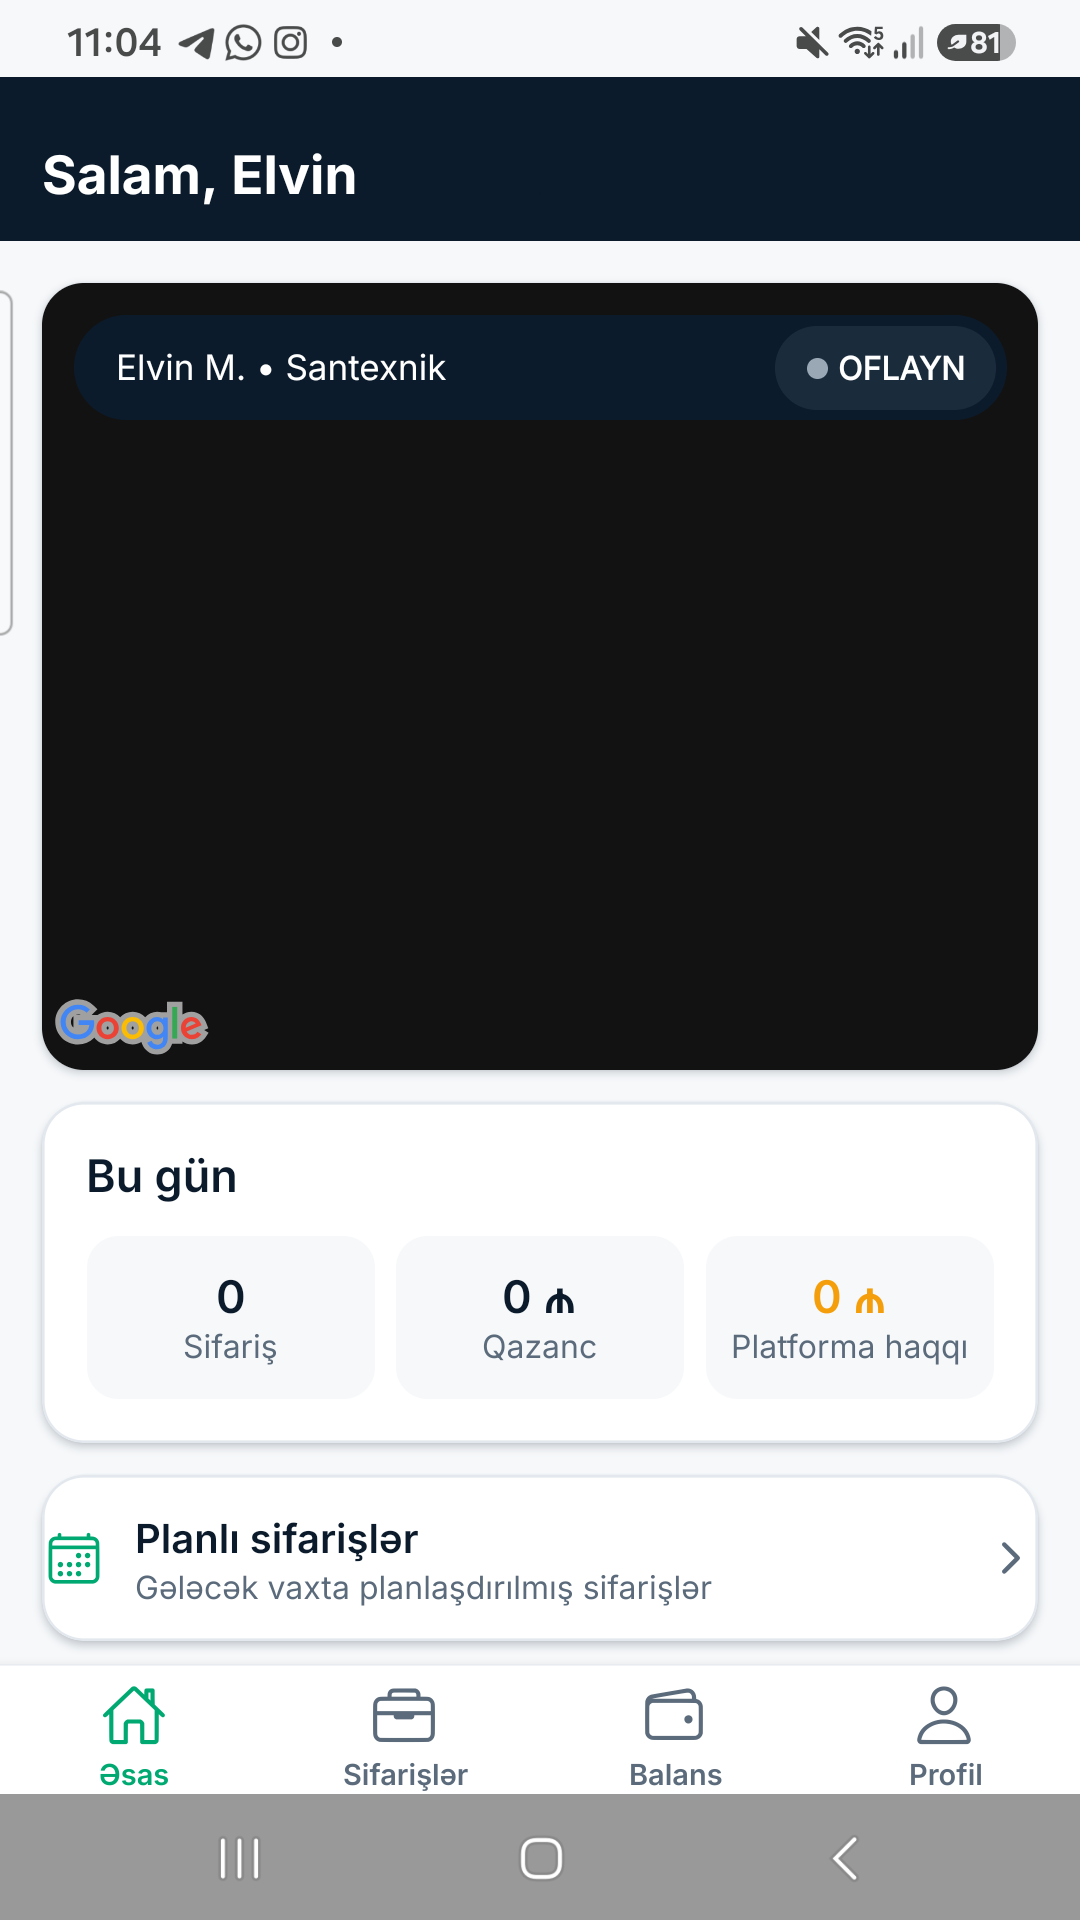 11:04
5
81
Salam, Elvin
Elvin M. • Santexnik
OFLAYN
Google
Bu gün
0
Sifariş
0 ₼
Qazanc
0 ₼
Platforma haqqı
Planlı sifarişlər
Gələcək vaxta planlaşdırılmış sifarişlər
Əsas
Sifarişlər
Balans
Profil